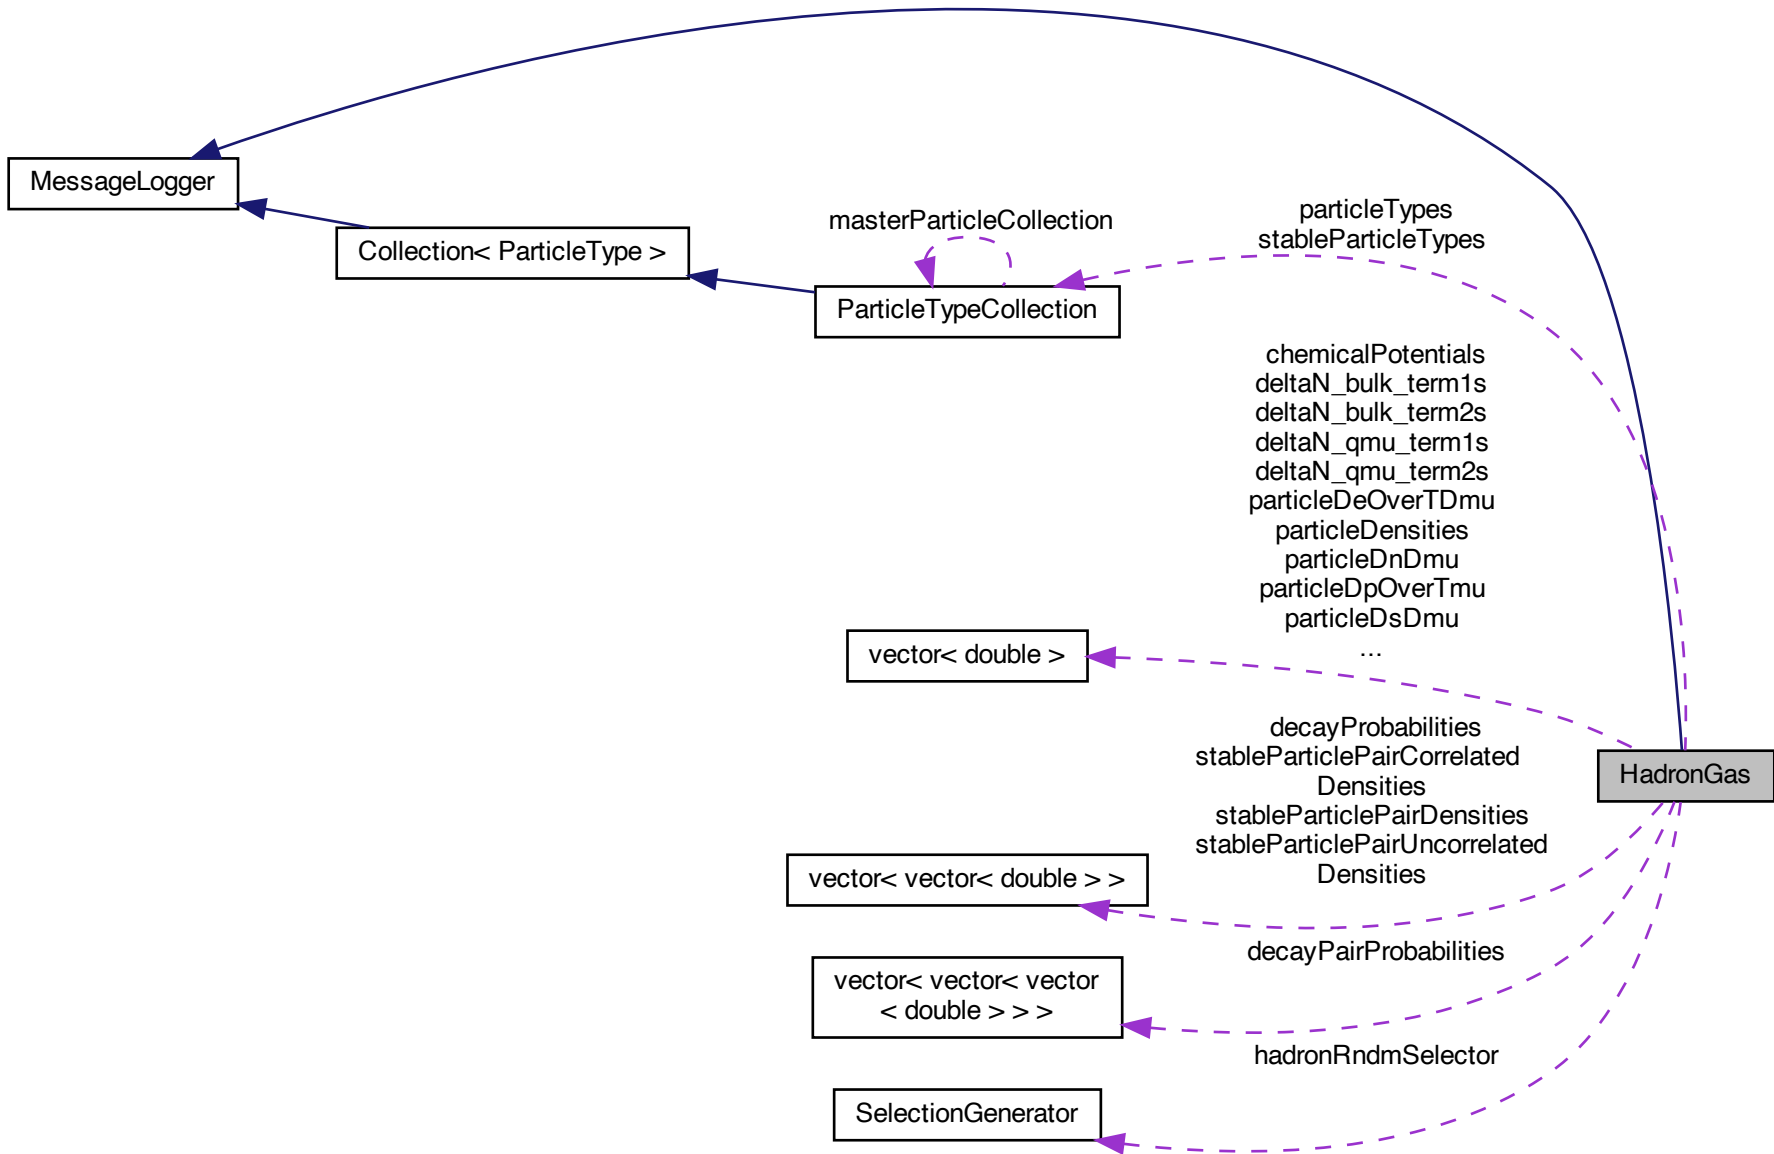 MessageLogger
Collection< ParticleType >
masterParticleCollection
ParticleTypeCollection
particleTypes
stableParticleTypes
chemicalPotentials
deltaN_bulk_term1s
deltaN_bulk_term2s
deltaN_qmu_term1s
deltaN_qmu_term2s
particleDeOverTDmu
particleDensities
particleDnDmu
particleDpOverTmu
particleDsDmu
...
vector< double >
decayProbabilities
stableParticlePairCorrelated
Densities
stableParticlePairDensities
stableParticlePairUncorrelated
Densities
HadronGas
vector< vector< double > >
decayPairProbabilities
vector< vector< vector
< double > > >
hadronRndmSelector
SelectionGenerator